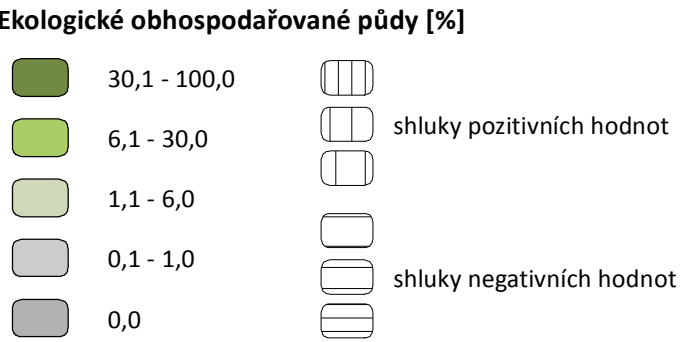 Ekologické obhospodařované půdy [%]
30,1 - 100,0
6,1 - 30,0
1,1 - 6,0
0,1 - 1,0
0,0
shluky pozitivních hodnot
shluky negativních hodnot